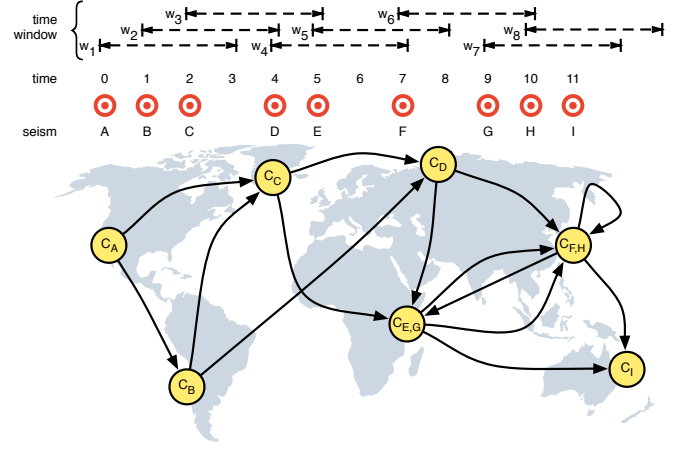 time window
w1 w2 w3 w4 w5 w6 w7 w8
time 0 1 2 3 4 5 6 7 8 9 10 11
seism A B C D E F G H I
CC
CD
CA
CF,H
CE,G
CB
CI